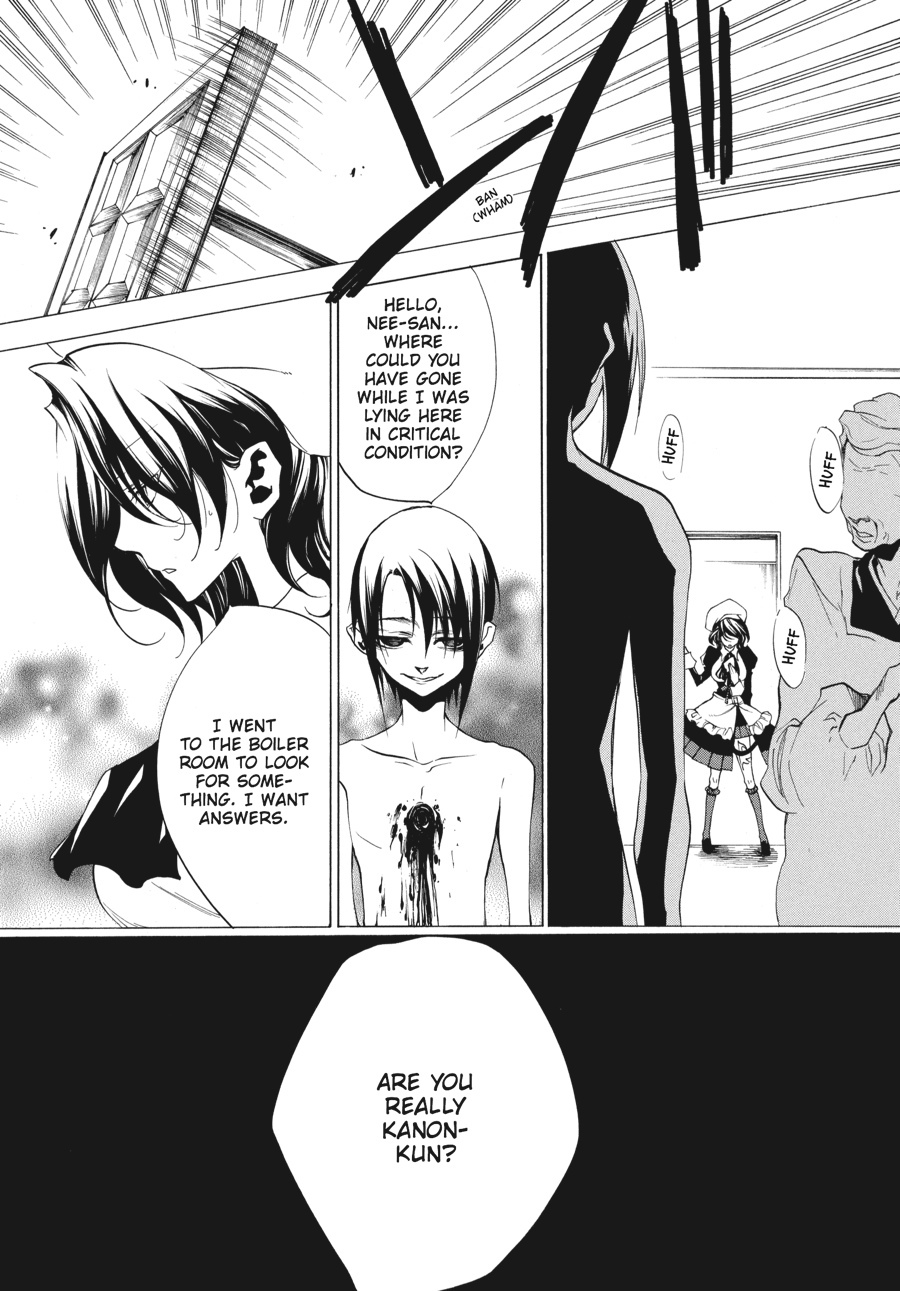 BAN
(WHAM)
HUFF
HUFF
HUFF
HELLO,
NEE-SAN...
WHERE
COULD YOU
HAVE GONE
WHILE I WAS
LYING HERE
IN CRITICAL
CONDITION?
I WENT
TO THE BOILER
ROOM TO LOOK
FOR SOME-
THING. I WANT
ANSWERS.
ARE YOU
REALLY
KANON-
KUN?